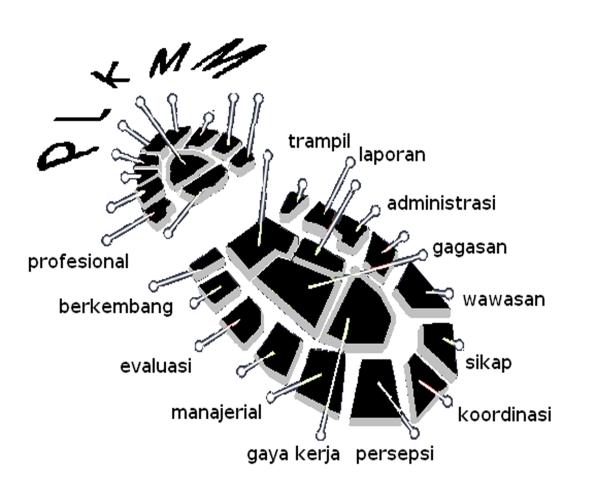 PLKMM
trampil
laporan
administrasi
gagasan
profesional
wawasan
berkembang
sikap
evaluasi
koordinasi
manajerial
gaya kerja persepsi